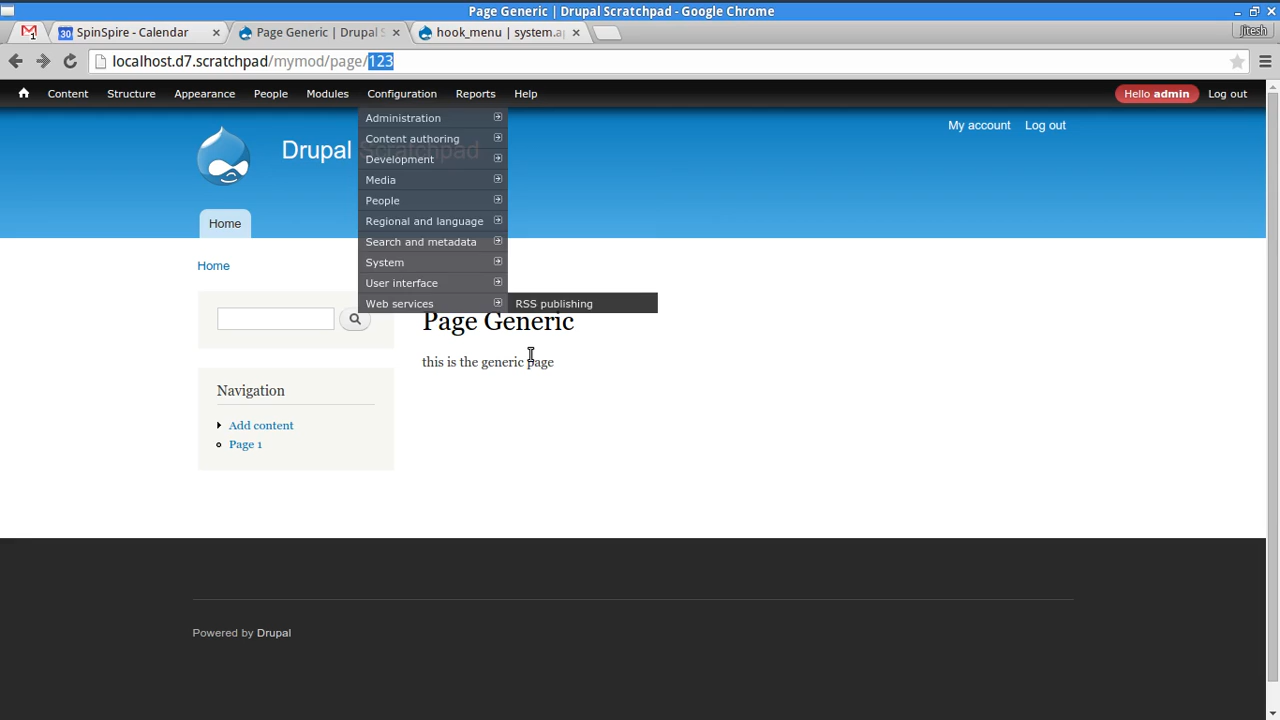 Page Generic | Drupal Scratchpad - Google Chrome
1 30 SpinSpire - Calendar × Page Generic | Drupal S × hook_menu | system.a × jitesh
localhost.d7.scratchpad/mymod/page/123
Content Structure Appearance People Modules Configuration Reports Help Hello admin Log out
My account Log out
Drupal Scratchpad
Administration
Content authoring
Development
Media
People
Regional and language
Search and metadata
System
User interface
Web services RSS publishing
Home
Home
Page Generic
this is the generic page
Navigation
Add content
Page 1
Powered by Drupal